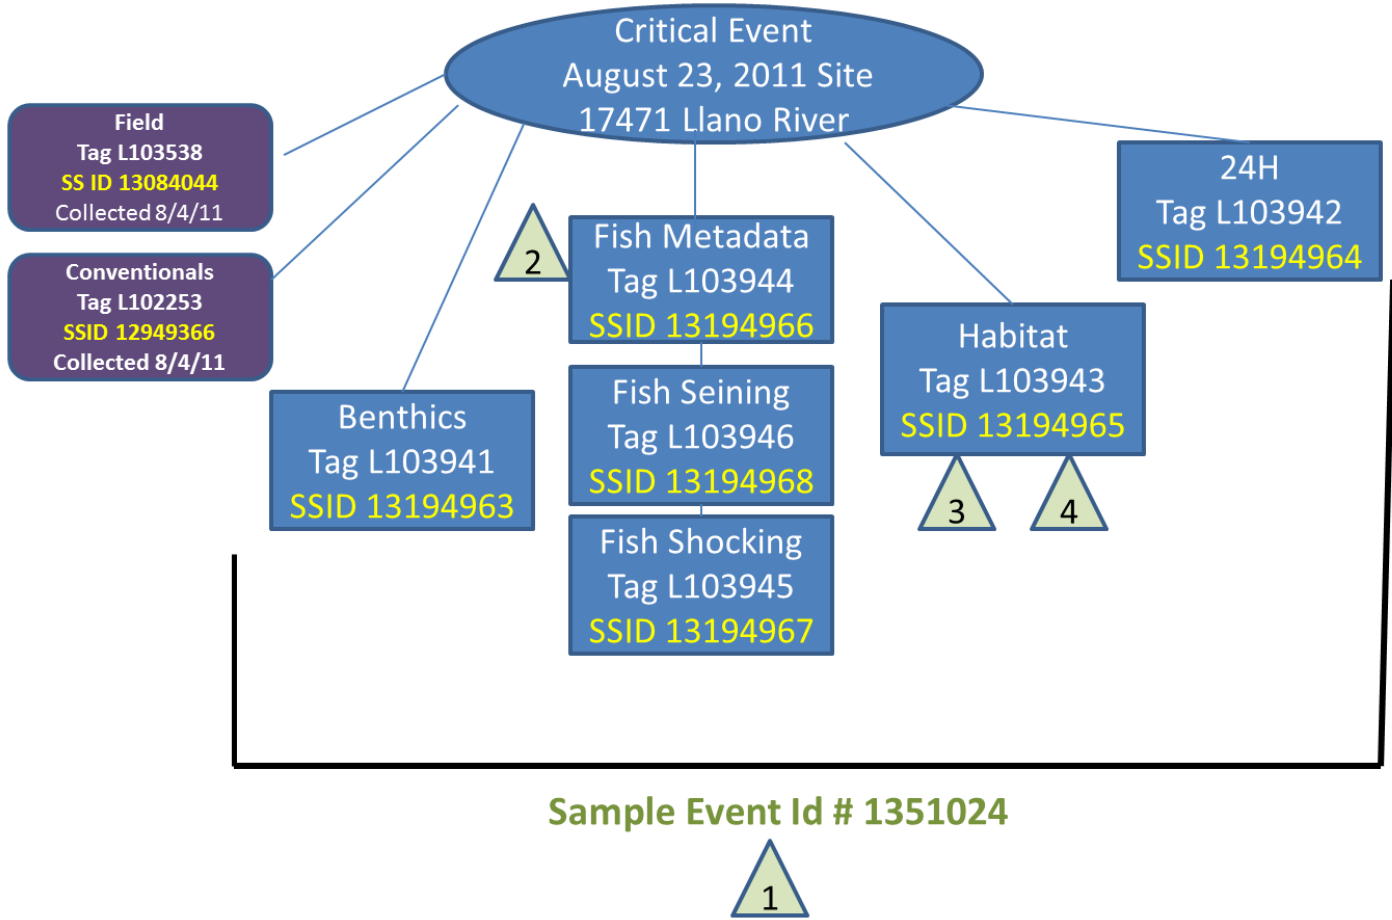 Critical Event
August 23, 2011 Site
17471 Llano River
Field
Tag L103538
SS ID 13084044
Collected 8/4/11
Conventionals
Tag L102253
SSID 12949366
Collected 8/4/11
Benthics
Tag L103941
SSID 13194963
2
Fish Metadata
Tag L103944
SSID 13194966
Fish Seining
Tag L103946
SSID 13194968
Fish Shocking
Tag L103945
SSID 13194967
Habitat
Tag L103943
SSID 13194965
3
4
24H
Tag L103942
SSID 13194964
Sample Event Id # 1351024
1